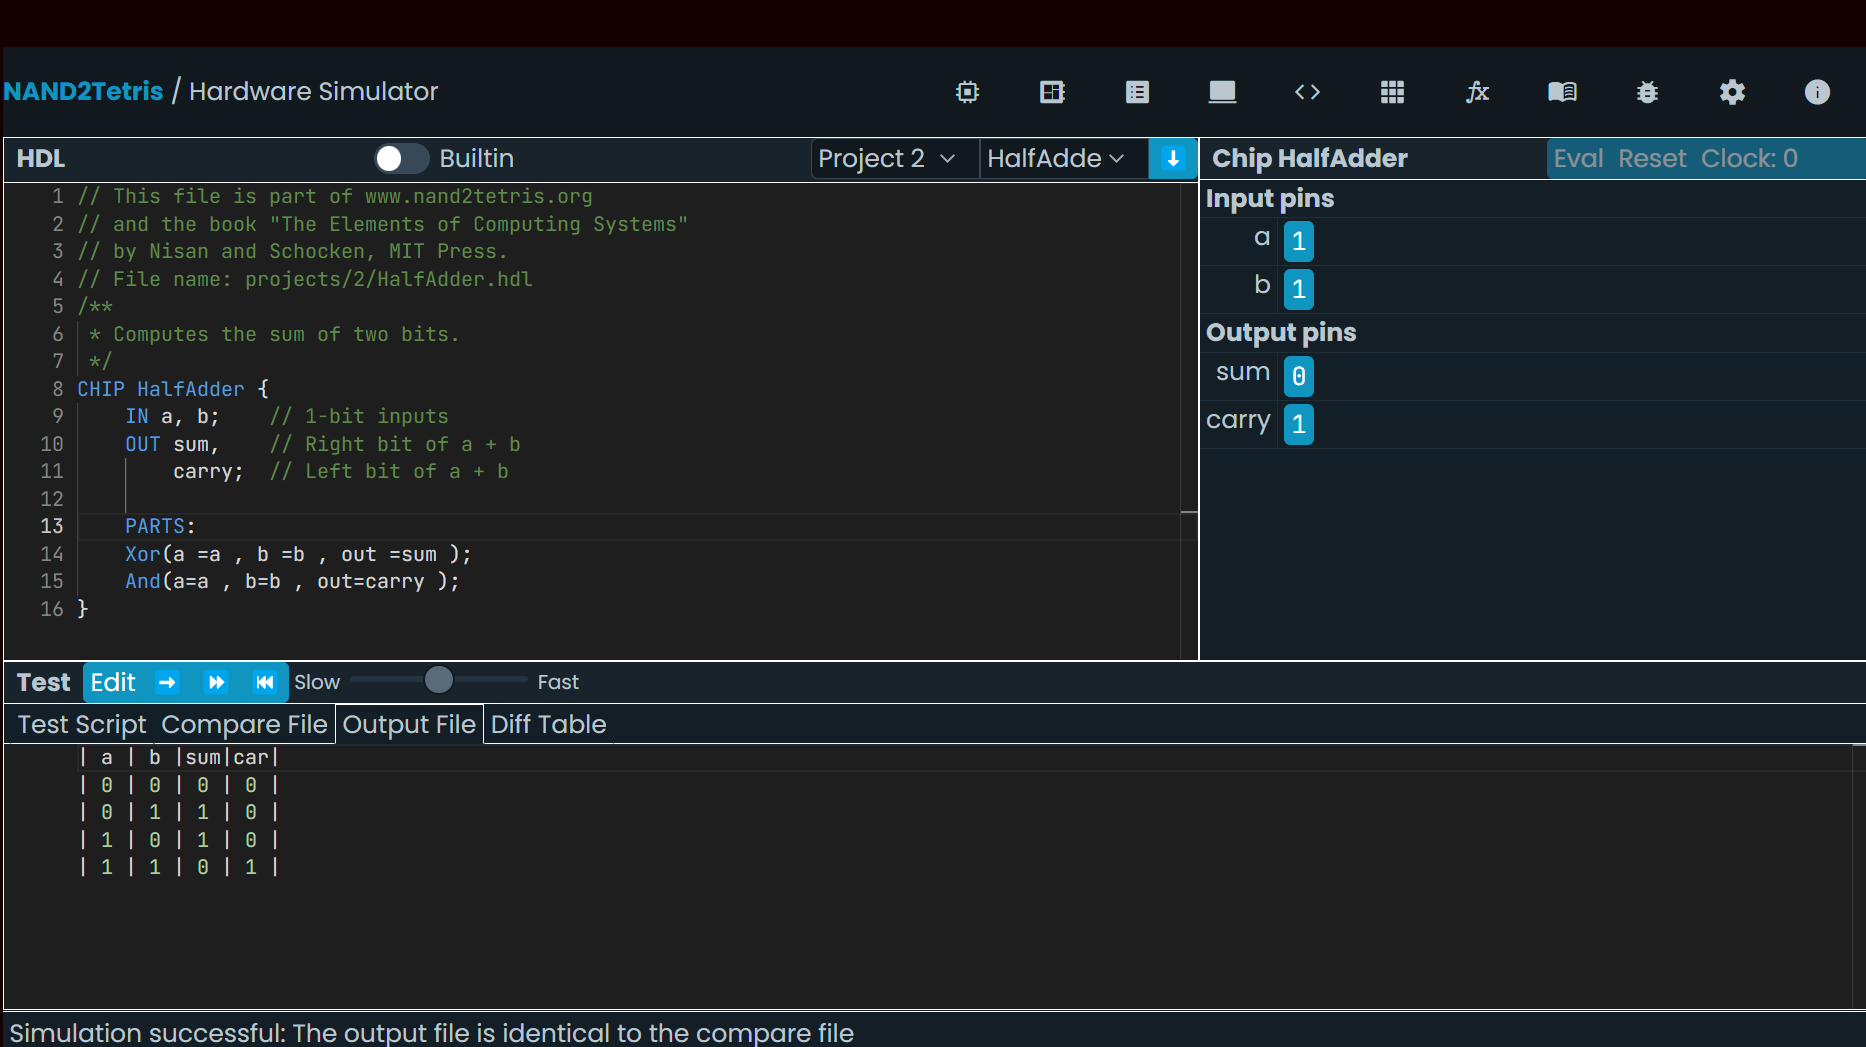 NAND2Tetris / Hardware Simulator
HDL Builtin Project 2 HalfAdde
1 // This file is part of www.nand2tetris.org
2 // and the book "The Elements of Computing Systems"
3 // by Nisan and Schocken, MIT Press.
4 // File name: projects/2/HalfAdder.hdl
5 /**
6  * Computes the sum of two bits.
7  */
8 CHIP HalfAdder {
9     IN a, b;    // 1-bit inputs
10     OUT sum,    // Right bit of a + b
11         carry;  // Left bit of a + b
12
13     PARTS:
14     Xor(a =a , b =b , out =sum );
15     And(a=a , b=b , out=carry );
16 }
Chip HalfAdder Eval Reset Clock: 0
Input pins
a 1
b 1
Output pins
sum 0
carry 1
Test Edit Slow Fast
Test Script Compare File Output File Diff Table
| a | b |sum|car|
| 0 | 0 | 0 | 0 |
| 0 | 1 | 1 | 0 |
| 1 | 0 | 1 | 0 |
| 1 | 1 | 0 | 1 |
Simulation successful: The output file is identical to the compare file